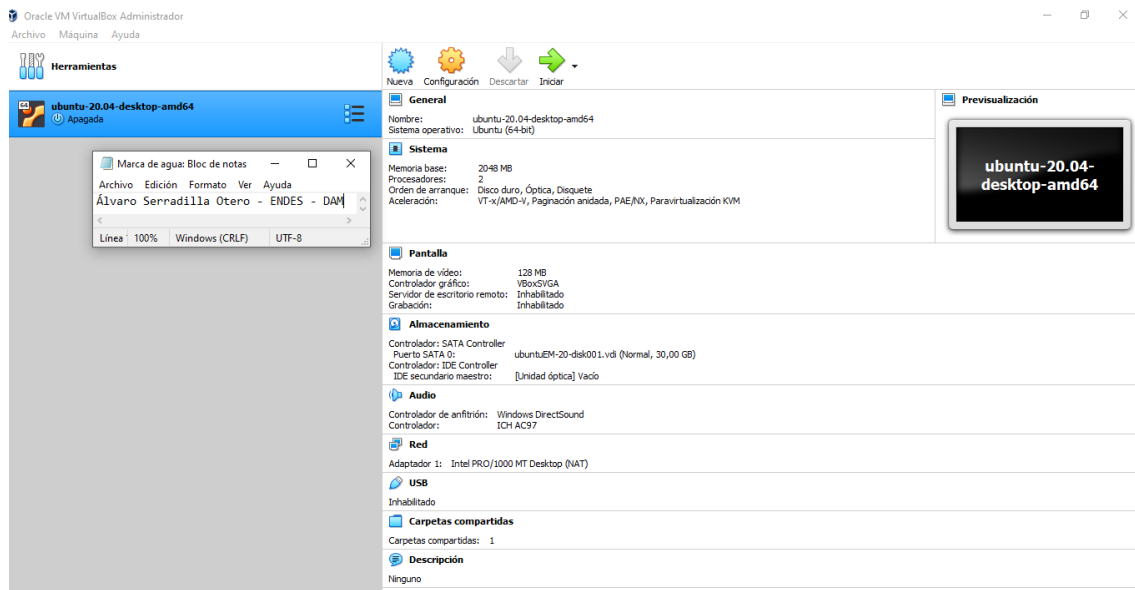 Oracle VM VirtualBox Administrador
Archivo Máquina Ayuda
Herramientas
ubuntu-20.04-desktop-amd64
Apagada
Marca de agua: Bloc de notas
Archivo Edición Formato Ver Ayuda
Álvaro Serradilla Otero - ENDES - DAM
Línea 100% Windows (CRLF) UTF-8
Nueva Configuración Descartar Iniciar
General
Nombre: ubuntu-20.04-desktop-amd64
Sistema operativo: Ubuntu (64-bit)
Sistema
Memoria base: 2048 MB
Procesadores: 2
Orden de arranque: Disco duro, Óptica, Disquete
Aceleración: VT-x/AMD-V, Paginación anidada, PAE/NX, Paravirtualización KVM
Previsualización
ubuntu-20.04-
desktop-amd64
Pantalla
Memoria de vídeo: 128 MB
Controlador gráfico: VBoxSVGA
Servidor de escritorio remoto: Inhabilitado
Grabación: Inhabilitado
Almacenamiento
Controlador: SATA Controller
Puerto SATA 0: ubuntuEM-20-disk001.vdi (Normal, 30,00 GB)
Controlador: IDE Controller
IDE secundario maestro: [Unidad óptica] Vacío
Audio
Controlador de anfitrión: Windows DirectSound
Controlador: ICH AC97
Red
Adaptador 1: Intel PRO/1000 MT Desktop (NAT)
USB
Inhabilitado
Carpetas compartidas
Carpetas compartidas: 1
Descripción
Ninguno